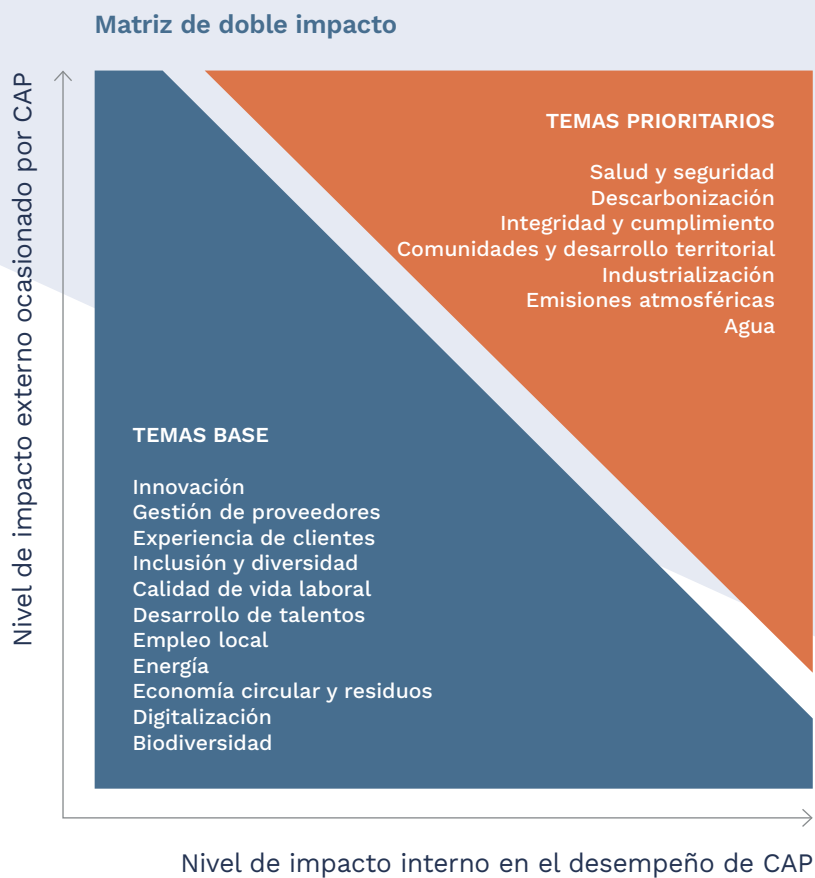 Matriz de doble impacto
Nivel de impacto externo ocasionado por CAP
TEMAS PRIORITARIOS
Salud y seguridad
Descarbonización
Integridad y cumplimiento
Comunidades y desarrollo territorial
Industrialización
Emisiones atmosféricas
Agua
TEMAS BASE
Innovación
Gestión de proveedores
Experiencia de clientes
Inclusión y diversidad
Calidad de vida laboral
Desarrollo de talentos
Empleo local
Energía
Economía circular y residuos
Digitalización
Biodiversidad
Nivel de impacto interno en el desempeño de CAP